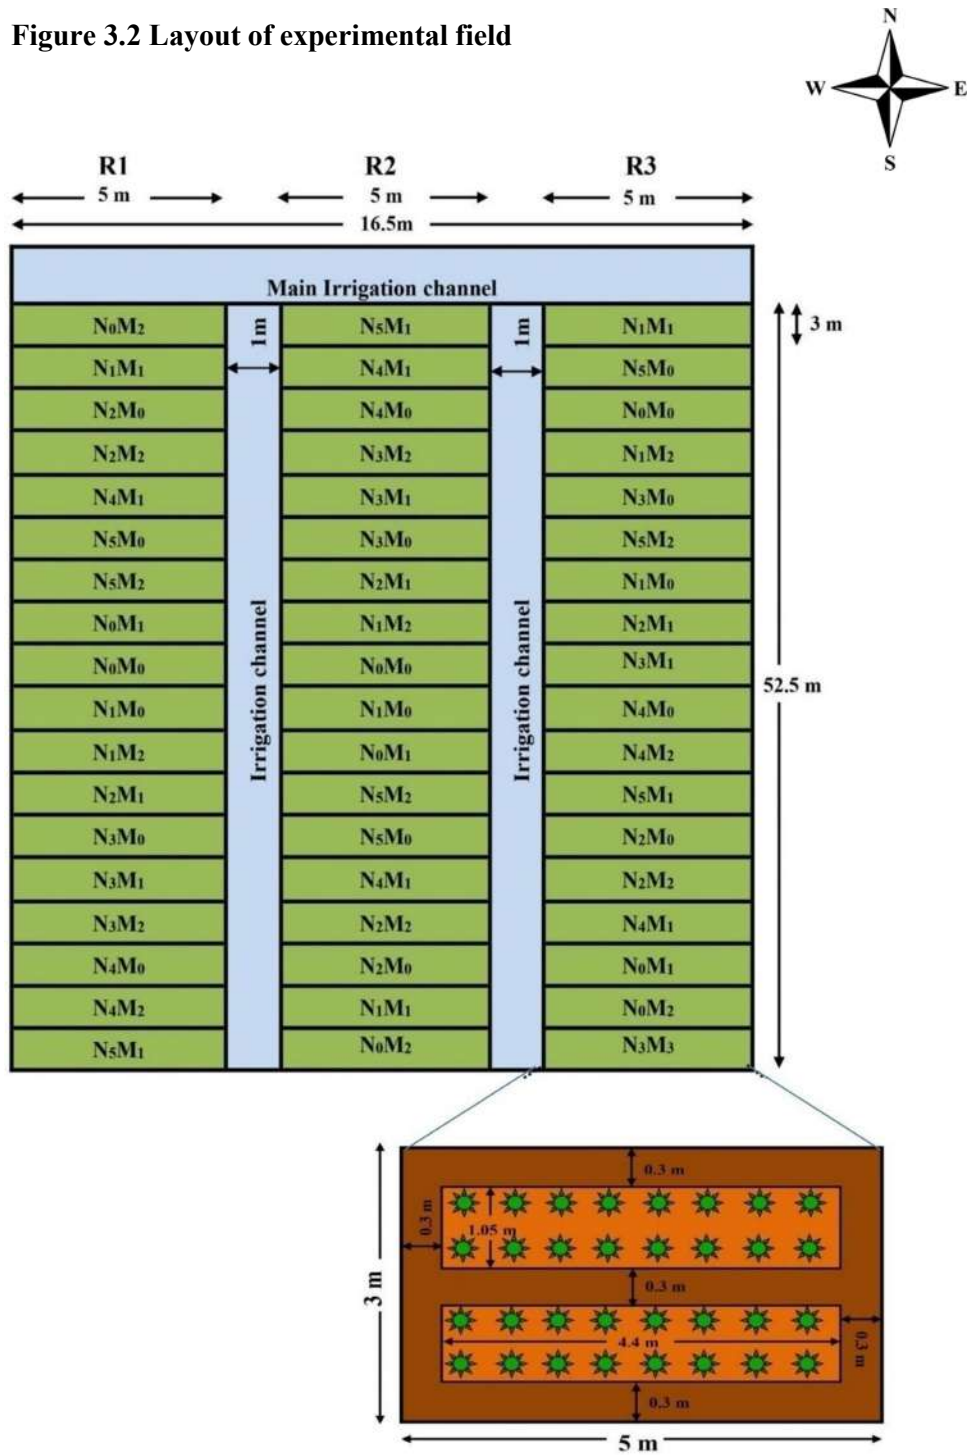 Figure 3.2 Layout of experimental field
N
W E
S
R1 R2 R3
5 m 5 m 5 m
16.5m
Main Irrigation channel
N₀M₂ 1m N₅M₁ 1m N₁M₁ 3 m
N₁M₁ N₄M₁ N₅M₀
N₂M₀ N₄M₀ N₀M₀
N₂M₂ N₃M₂ N₁M₂
N₄M₁ N₃M₁ N₃M₀
N₅M₀ N₃M₀ N₅M₂
N₅M₂ N₂M₁ N₁M₀
N₀M₁ N₁M₂ N₂M₁
N₀M₀ N₀M₀ N₃M₁
Irrigation channel Irrigation channel 52.5 m
N₁M₀ N₁M₀ N₄M₀
N₁M₂ N₀M₁ N₄M₂
N₂M₁ N₅M₂ N₅M₁
N₃M₀ N₅M₀ N₂M₀
N₃M₁ N₄M₁ N₂M₂
N₃M₂ N₂M₂ N₄M₁
N₄M₀ N₂M₀ N₀M₁
N₄M₂ N₁M₁ N₀M₂
N₅M₁ N₀M₂ N₃M₃
0.3 m
0.3 m 1.05 m
0.3 m
3 m
4.4 m 0.3 m
0.3 m
5 m